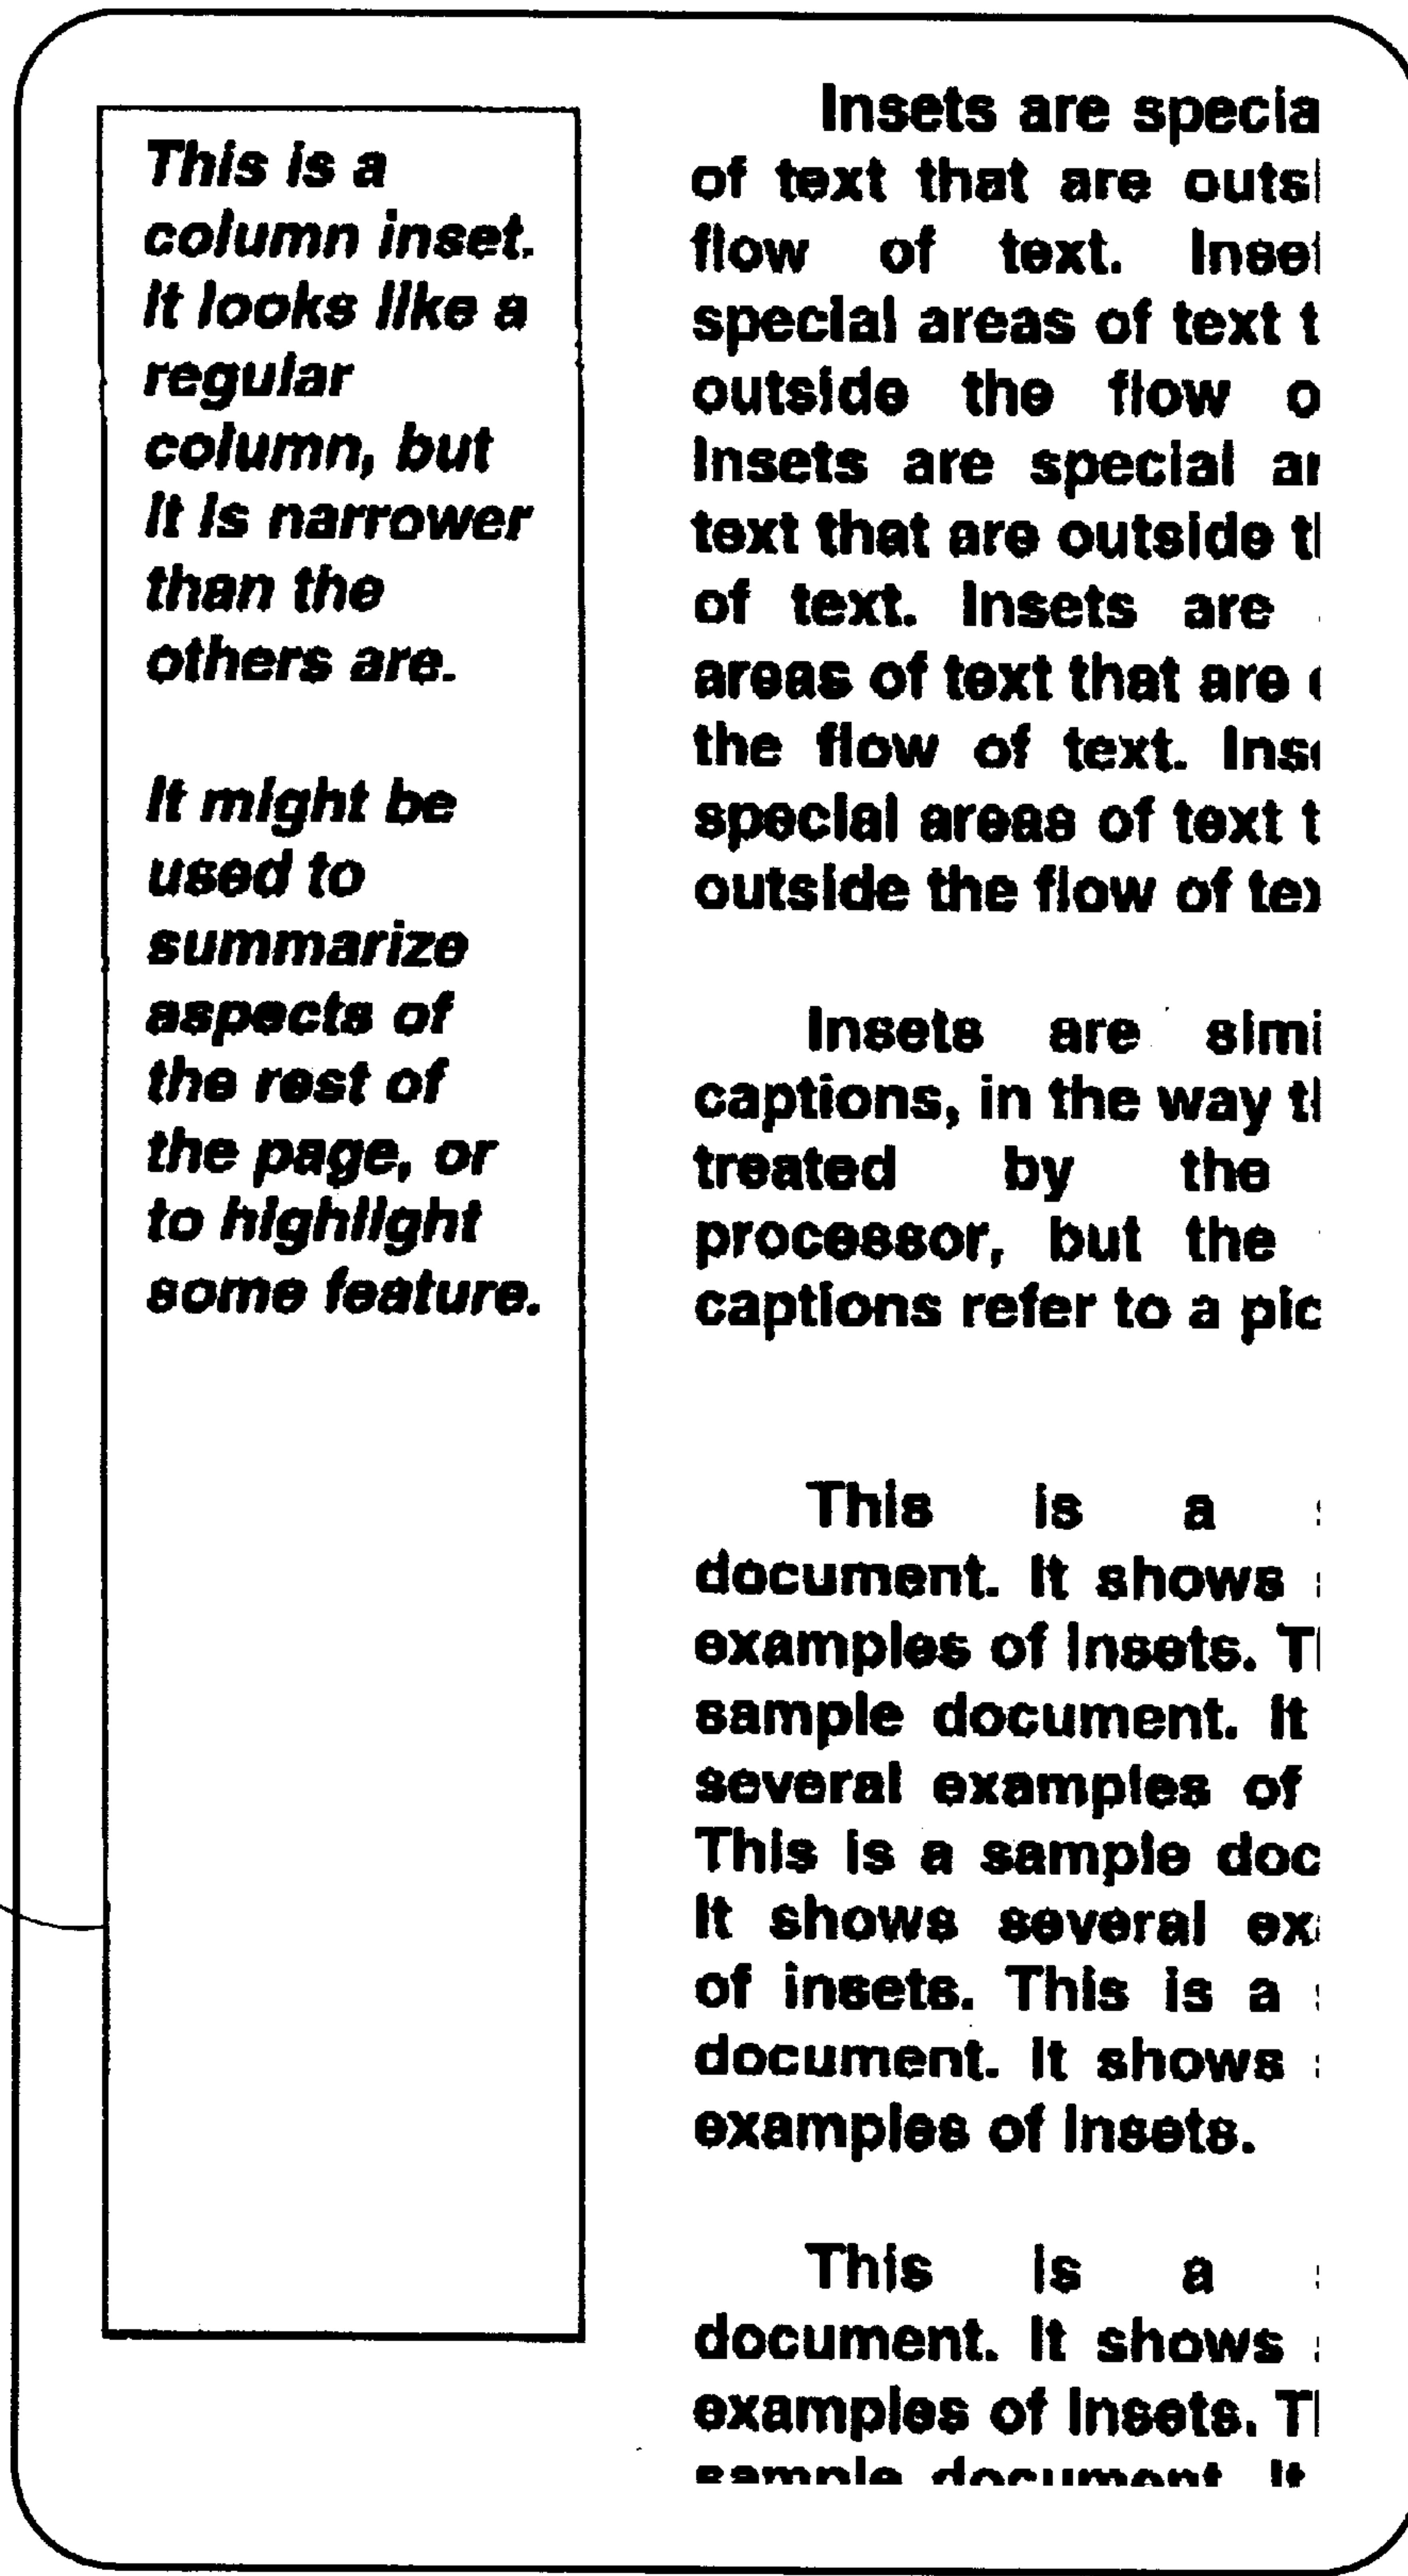 This is a
column inset.
It looks like a
regular
column, but
it is narrower
than the
others are.
It might be
used to
summarize
aspects of
the rest of
the page, or
to highlight
some feature.
Insets are specia
of text that are outsi
flow of text. Inse
special areas of text t
outside the flow o
Insets are special ar
text that are outside t
of text. Insets are
areas of text that are
the flow of text. Ins
special areas of text t
outside the flow of tex
Insets are simi
captions, in the way t
treated by the
processor, but the
captions refer to a pic
This is a
document. It shows
examples of insets. T
sample document. It
several examples of
This is a sample doc
It shows several ex
of insets. This is a
document. It shows
examples of insets.
This is a
document. It shows
examples of insets. T
sample document. It